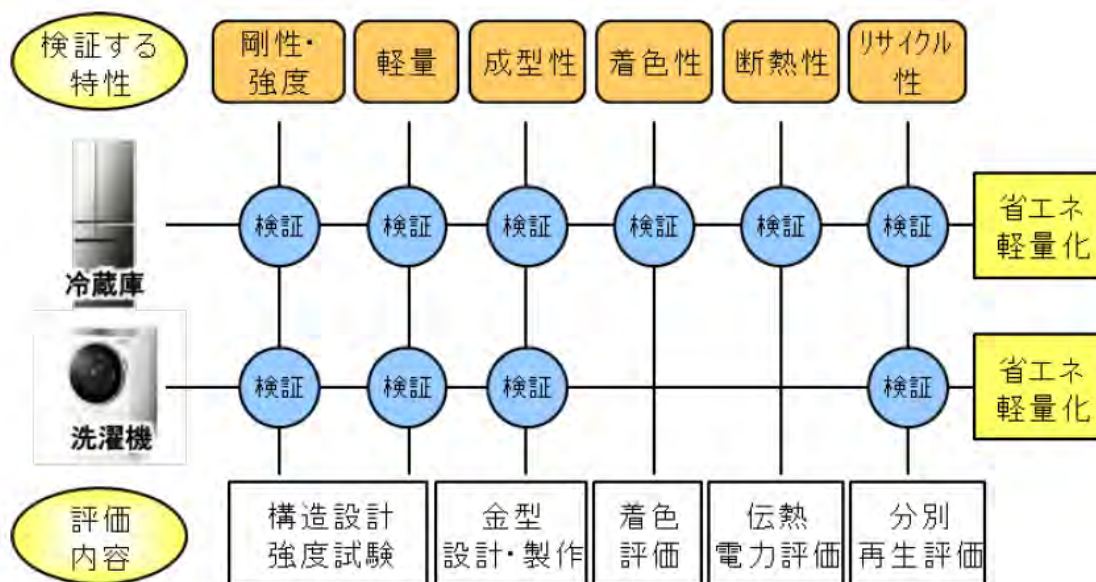 検証する
特性
剛性・
強度
軽量
成型性
着色性
断熱性
リサイクル
性
検証
検証
検証
検証
検証
検証
省エネ
軽量化
冷蔵庫
検証
検証
検証
検証
省エネ
軽量化
洗濯機
評価
内容
構造設計
強度試験
金型
設計・製作
着色
評価
伝熱
電力評価
分別
再生評価